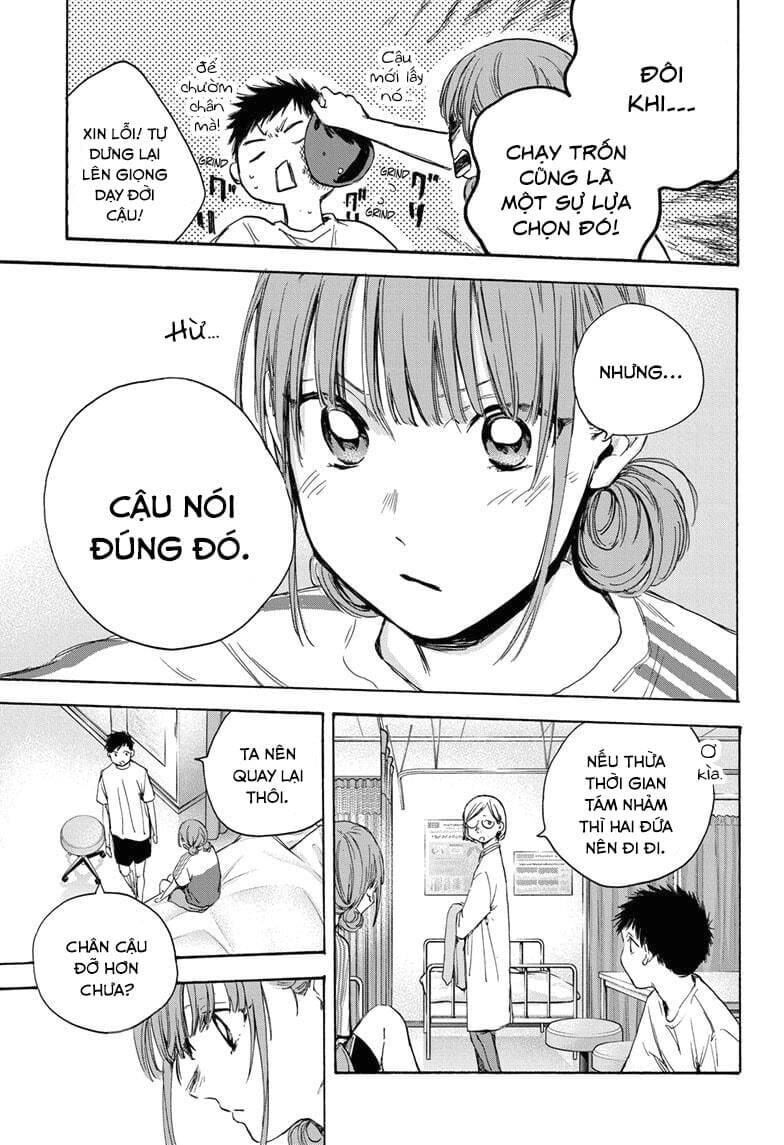 ĐÔI
KHI---
CHẠY TRỐN
CŨNG LÀ
MỘT SỰ LỰA
CHỌN ĐÓ!
Cậu
mới lấy
nó...
để
chườm
chân
mà!
GRIND
GRIND
GRIND
XIN LỖI! TỰ
DƯNG LẠI
LÊN GIỌNG
DẠY ĐỜI
CẬU!
NHƯNG...
HỪ...
CẬU NÓI
ĐÚNG ĐÓ.
Ơ
kìa.
NẾU THỪA
THỜI GIAN
TÁM NHẢM
THÌ HAI ĐỨA
NÊN ĐI ĐI.
TA NÊN
QUAY LẠI
THÔI.
CHÂN CẬU
ĐỠ HƠN
CHƯA?